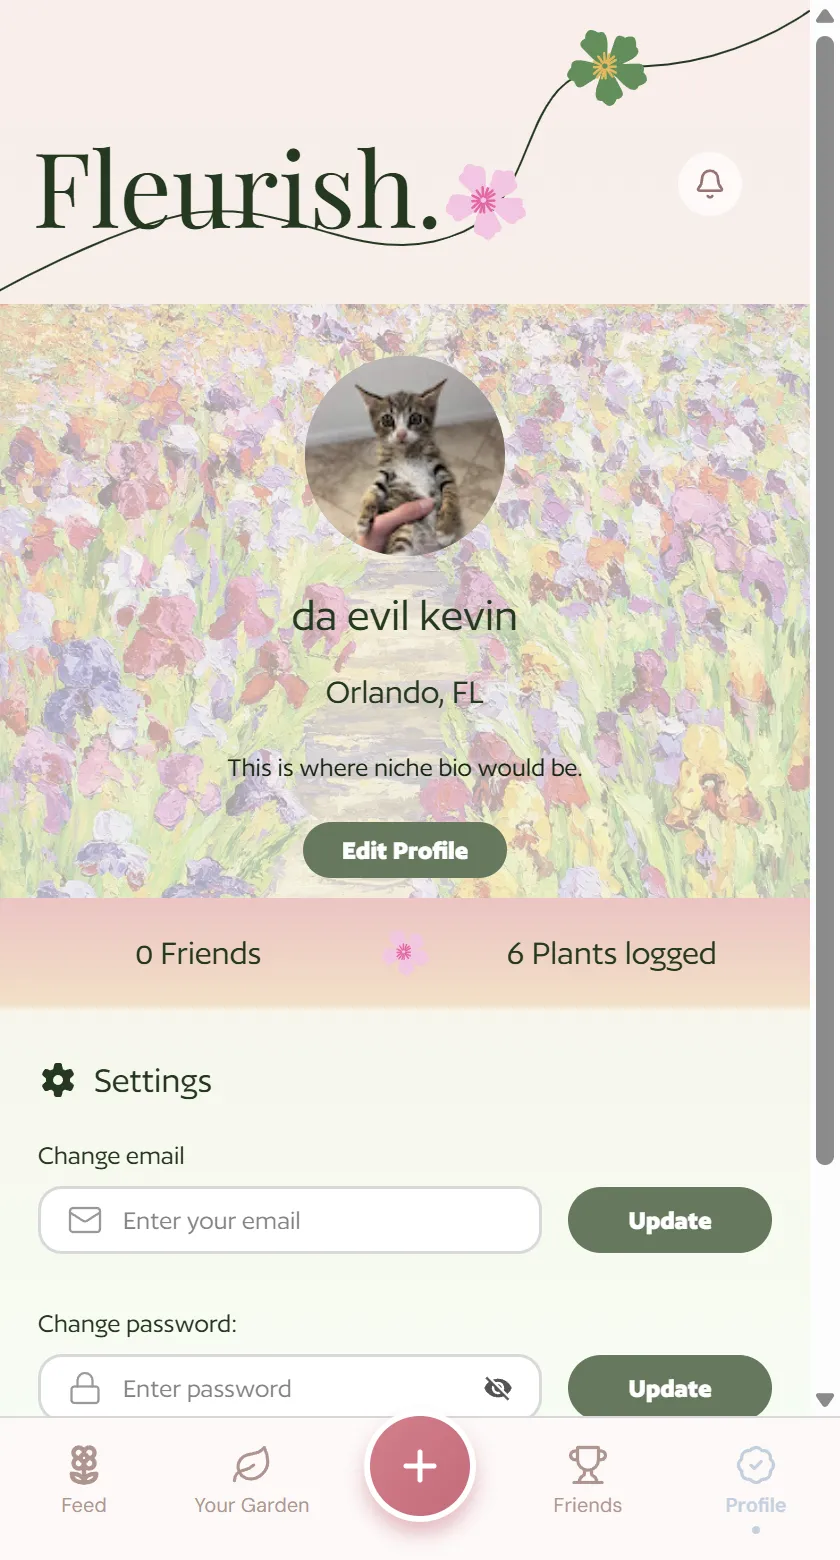 Fleurish.
da evil kevin
Orlando, FL
This is where niche bio would be.
Edit Profile
0 Friends 6 Plants logged
Settings
Change email
Enter your email Update
Change password:
Enter password Update
Feed Your Garden Friends Profile